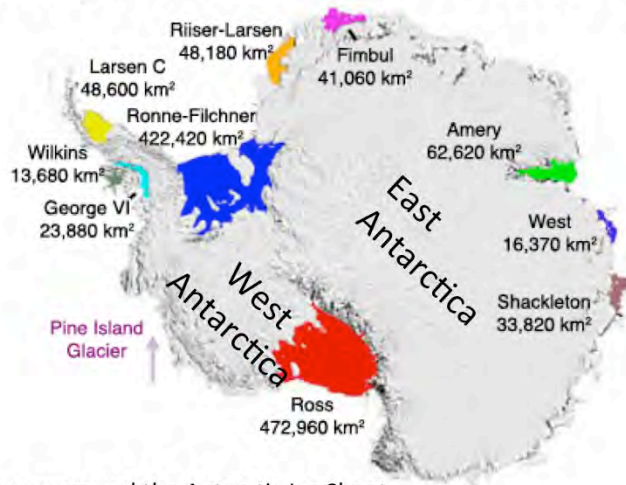 Riiser-Larsen
48,180 km²
Fimbul
41,060 km²
Larsen C
48,600 km²
Ronne-Filchner
422,420 km²
Amery
62,620 km²
Wilkins
13,680 km²
George VI
23,880 km²
East
Antarctica
West
16,370 km²
West
Antarctica
Shackleton
33,820 km²
Pine Island
Glacier
Ross
472,960 km²